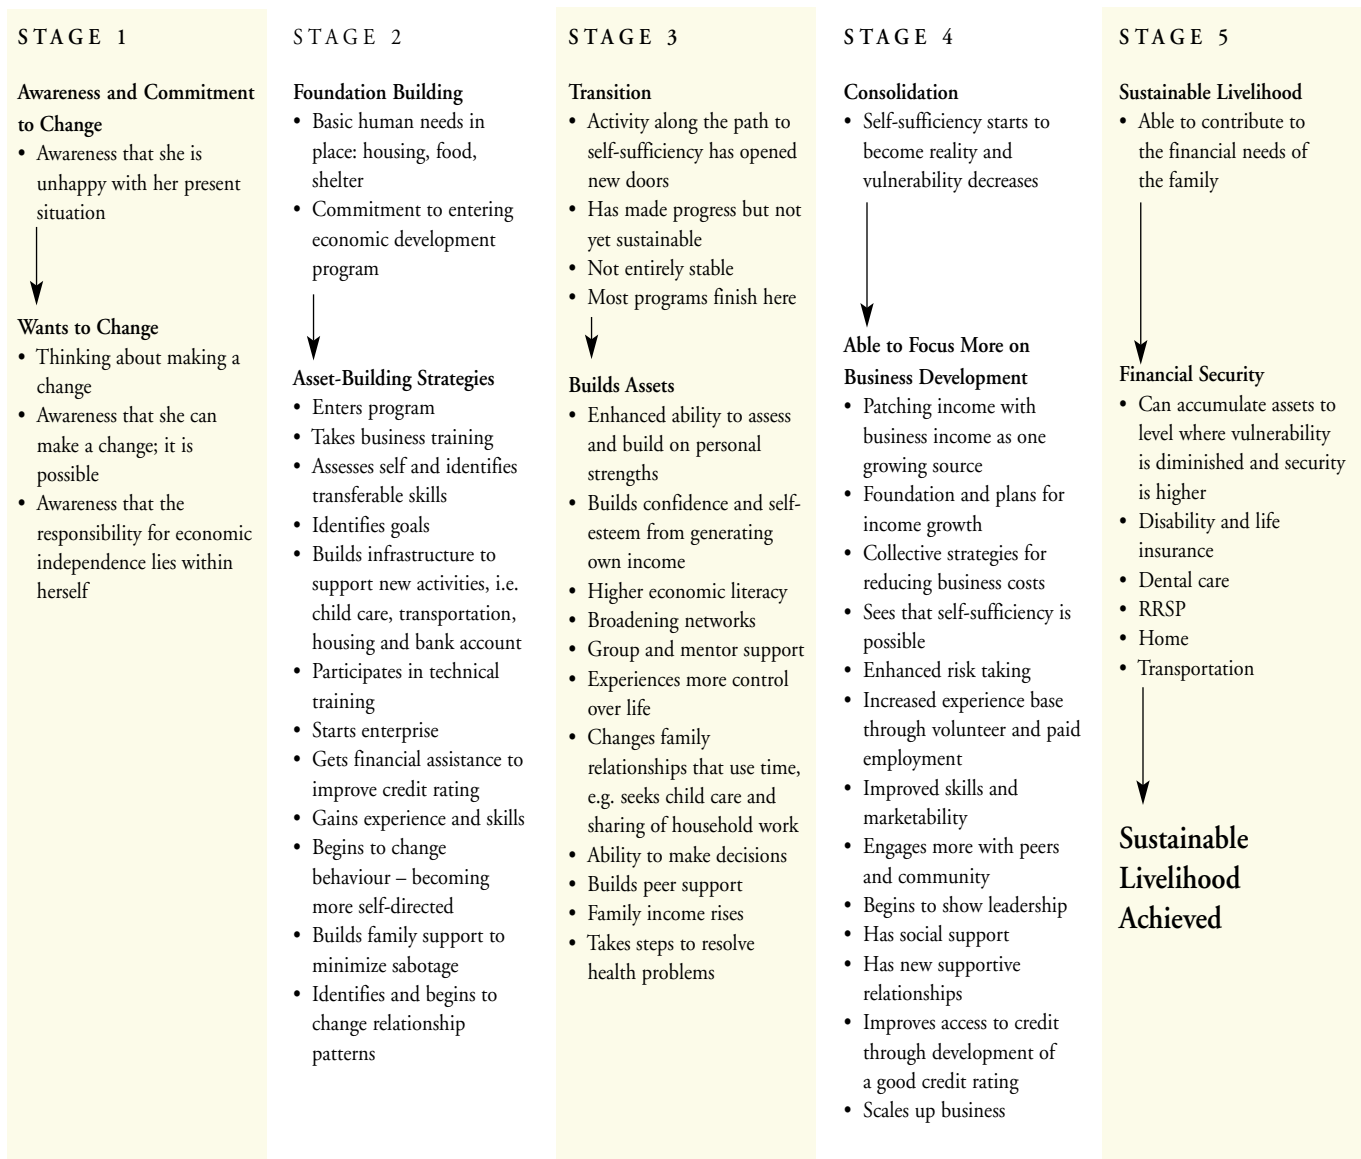 STAGE 1
Awareness and Commitment
to Change
• Awareness that she is
unhappy with her present
situation
Wants to Change
• Thinking about making a
change
• Awareness that she can
make a change; it is
possible
• Awareness that the
responsibility for economic
independence lies within
herself
STAGE 2
Foundation Building
• Basic human needs in
place: housing, food,
shelter
• Commitment to entering
economic development
program
Asset-Building Strategies
• Enters program
• Takes business training
• Assesses self and identifies
transferable skills
• Identifies goals
• Builds infrastructure to
support new activities, i.e.
child care, transportation,
housing and bank account
• Participates in technical
training
• Starts enterprise
• Gets financial assistance to
improve credit rating
• Gains experience and skills
• Begins to change
behaviour – becoming
more self-directed
• Builds family support to
minimize sabotage
• Identifies and begins to
change relationship
patterns
STAGE 3
Transition
• Activity along the path to
self-sufficiency has opened
new doors
• Has made progress but not
yet sustainable
• Not entirely stable
• Most programs finish here
Builds Assets
• Enhanced ability to assess
and build on personal
strengths
• Builds confidence and self-
esteem from generating
own income
• Higher economic literacy
• Broadening networks
• Group and mentor support
• Experiences more control
over life
• Changes family
relationships that use time,
e.g. seeks child care and
sharing of household work
• Ability to make decisions
• Builds peer support
• Family income rises
• Takes steps to resolve
health problems
STAGE 4
Consolidation
• Self-sufficiency starts to
become reality and
vulnerability decreases
Able to Focus More on
Business Development
• Patching income with
business income as one
growing source
• Foundation and plans for
income growth
• Collective strategies for
reducing business costs
• Sees that self-sufficiency is
possible
• Enhanced risk taking
• Increased experience base
through volunteer and paid
employment
• Improved skills and
marketability
• Engages more with peers
and community
• Begins to show leadership
• Has social support
• Has new supportive
relationships
• Improves access to credit
through development of
a good credit rating
• Scales up business
STAGE 5
Sustainable Livelihood
• Able to contribute to
the financial needs of
the family
Financial Security
• Can accumulate assets to
level where vulnerability
is diminished and security
is higher
• Disability and life
insurance
• Dental care
• RRSP
• Home
• Transportation
Sustainable
Livelihood
Achieved